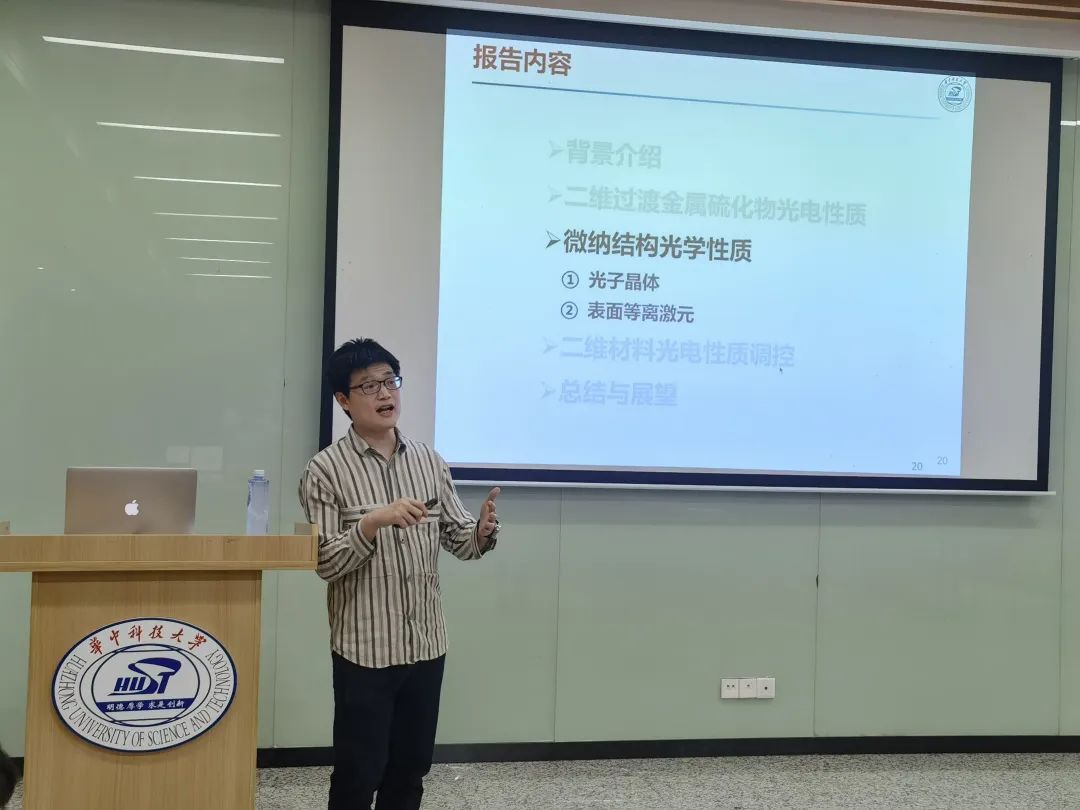 报告内容
➢背景介绍
➢二维过渡金属硫化物光电性质
➢微纳结构光学性质
① 光子晶体
② 表面等离激元
➢二维材料光电性质调控
➢总结与展望
20
20
華中科技大学
HUST
明德厚学 求是创新
HUAZHONG UNIVERSITY OF SCIENCE AND TECHNOLOGY